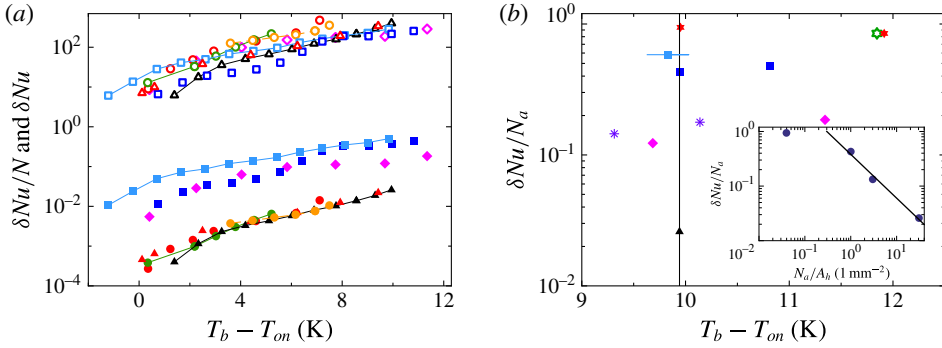 (a)
10^2
10^0
10^−2
10^−4
δNu/N and δNu
0
4
8
12
T_b − T_on (K)
(b)
10^0
10^−1
10^−2
δNu/N_a
9
10
11
12
T_b − T_on (K)
10^0
10^−1
10^−2
δNu/N_a
10^−1
10^0
10^1
N_a/A_h (1 mm^−2)